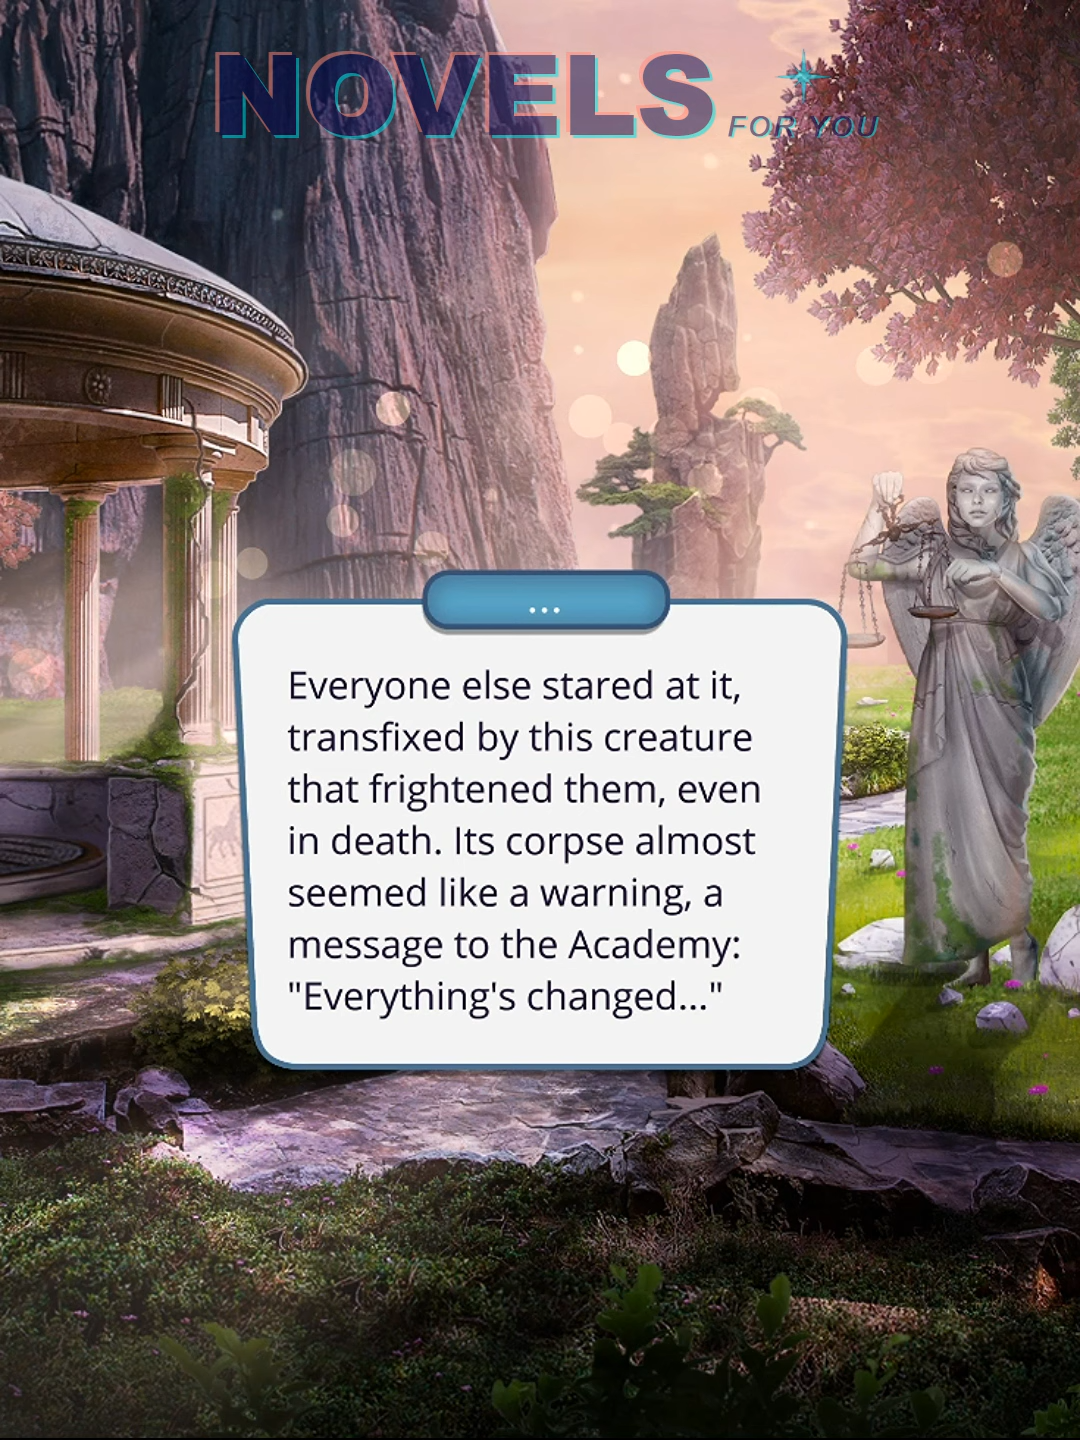 NOVELS FOR YOU
...
Everyone else stared at it,
transfixed by this creature
that frightened them, even
in death. Its corpse almost
seemed like a warning, a
message to the Academy:
"Everything's changed..."